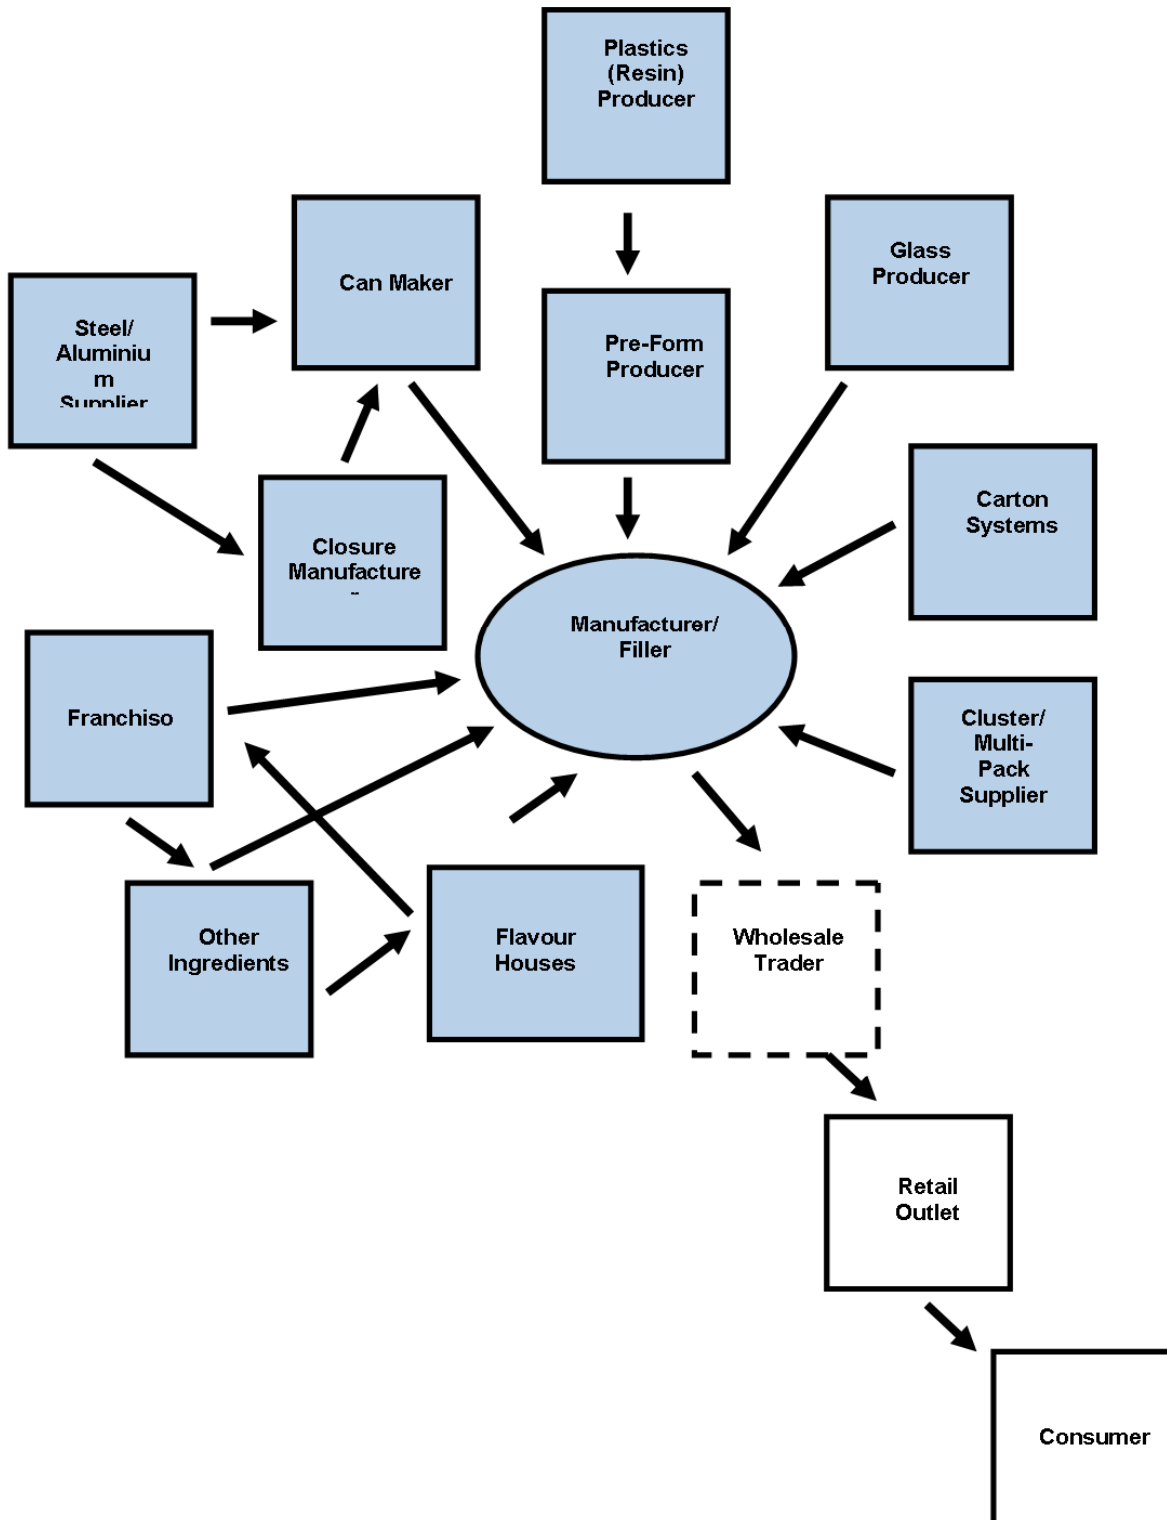 Plastics
(Resin)
Producer
Can Maker
Glass
Producer
Steel/
Aluminiu
m
Supplier
Pre-Form
Producer
Carton
Systems
Closure
Manufacture
Manufacturer/
Filler
Franchiso
Cluster/
Multi-
Pack
Supplier
Other
Ingredients
Flavour
Houses
Wholesale
Trader
Retail
Outlet
Consumer